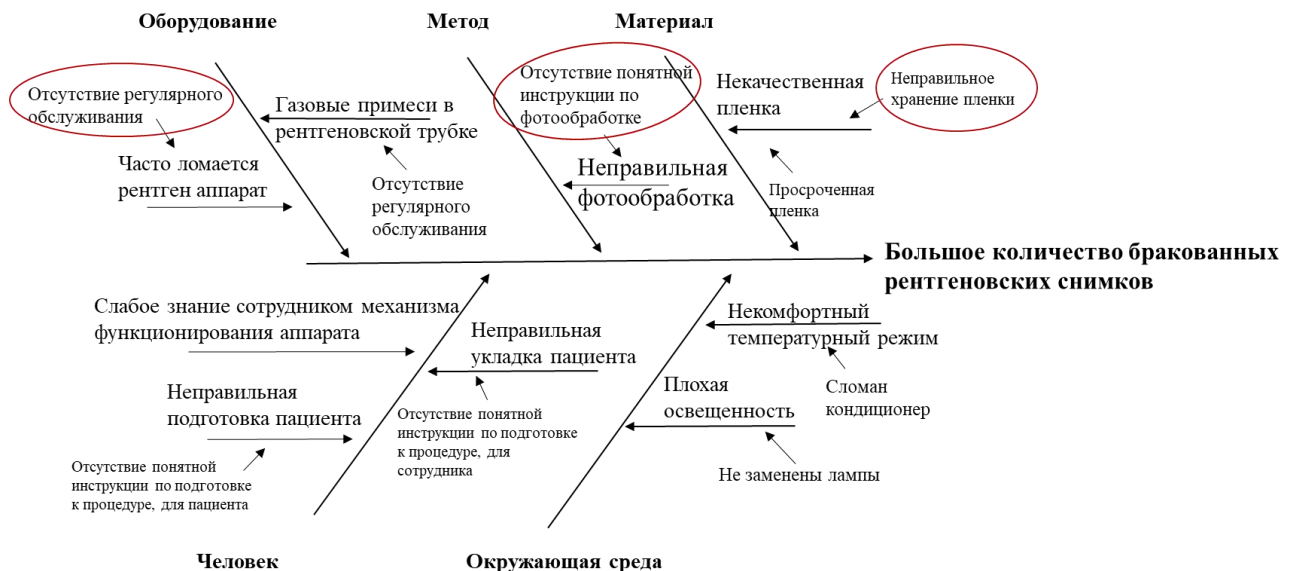 Оборудование
Метод
Материал
Отсутствие регулярного
обслуживания
Газовые примеси в
рентгеновской трубке
Часто ломается
рентген аппарат
Отсутствие
регулярного
обслуживания
Отсутствие понятной
инструкции по
фотообработке
Неправильная
фотообработка
Некачественная
пленка
Неправильное
хранение пленки
Просроченная
пленка
Большое количество бракованных
рентгеновских снимков
Слабое знание сотрудником механизма
функционирования аппарата
Неправильная
укладка пациента
Неправильная
подготовка пациента
Отсутствие понятной
инструкции по подготовке
к процедуре, для
сотрудника
Отсутствие понятной
инструкции по подготовке
к процедуре, для пациента
Некомфортный
температурный режим
Сломан
кондиционер
Плохая
освещенность
Не заменены лампы
Человек
Окружающая среда